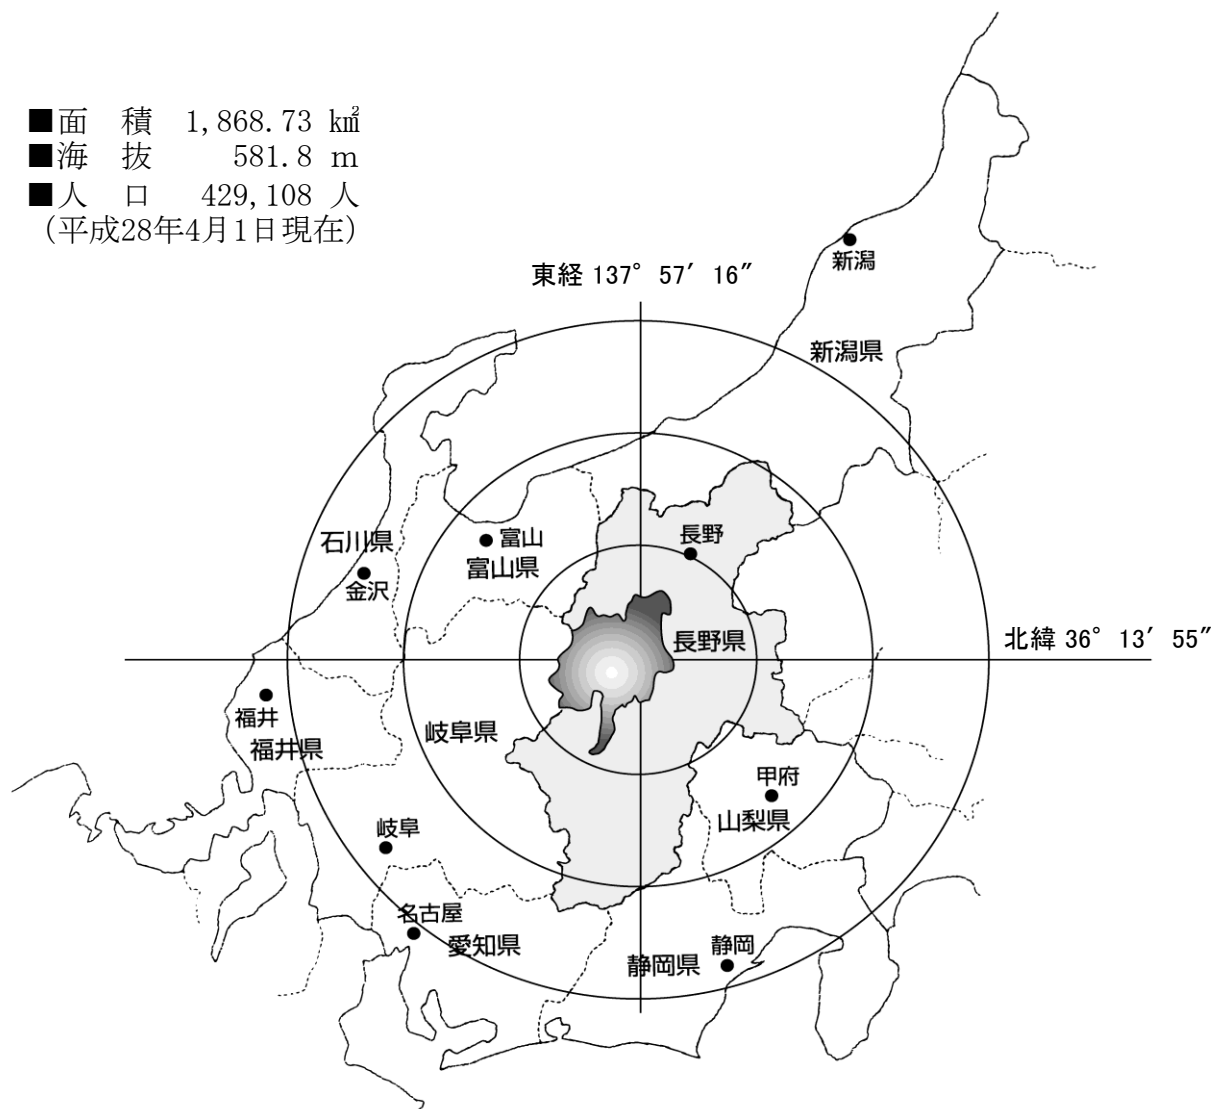 ■面　積　1,868.73 ㎢
■海　抜　581.8 m
■人　口　429,108 人
（平成28年4月1日現在）
新潟
東経 137° 57′ 16″
新潟県
長野
石川県
富山
富山県
金沢
長野県
北緯 36° 13′ 55″
福井
岐阜県
福井県
甲府
山梨県
岐阜
名古屋
愛知県
静岡
静岡県